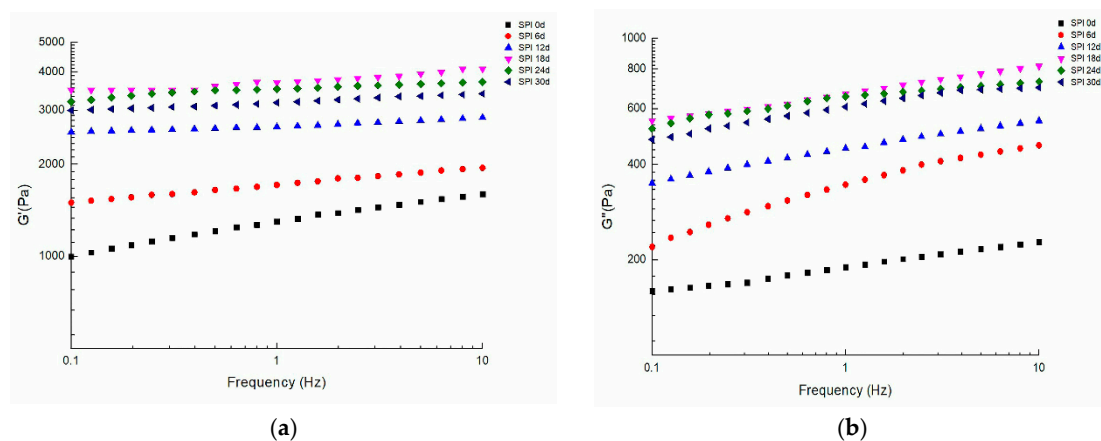 SPI 0d
SPI 6d
SPI 12d
SPI 18d
SPI 24d
SPI 30d
5000
4000
3000
2000
1000
G'(Pa)
0.1
1
10
Frequency (Hz)
(a)
SPI 0d
SPI 6d
SPI 12d
SPI 18d
SPI 24d
SPI 30d
1000
800
600
400
200
G"(Pa)
0.1
1
10
Frequency (Hz)
(b)